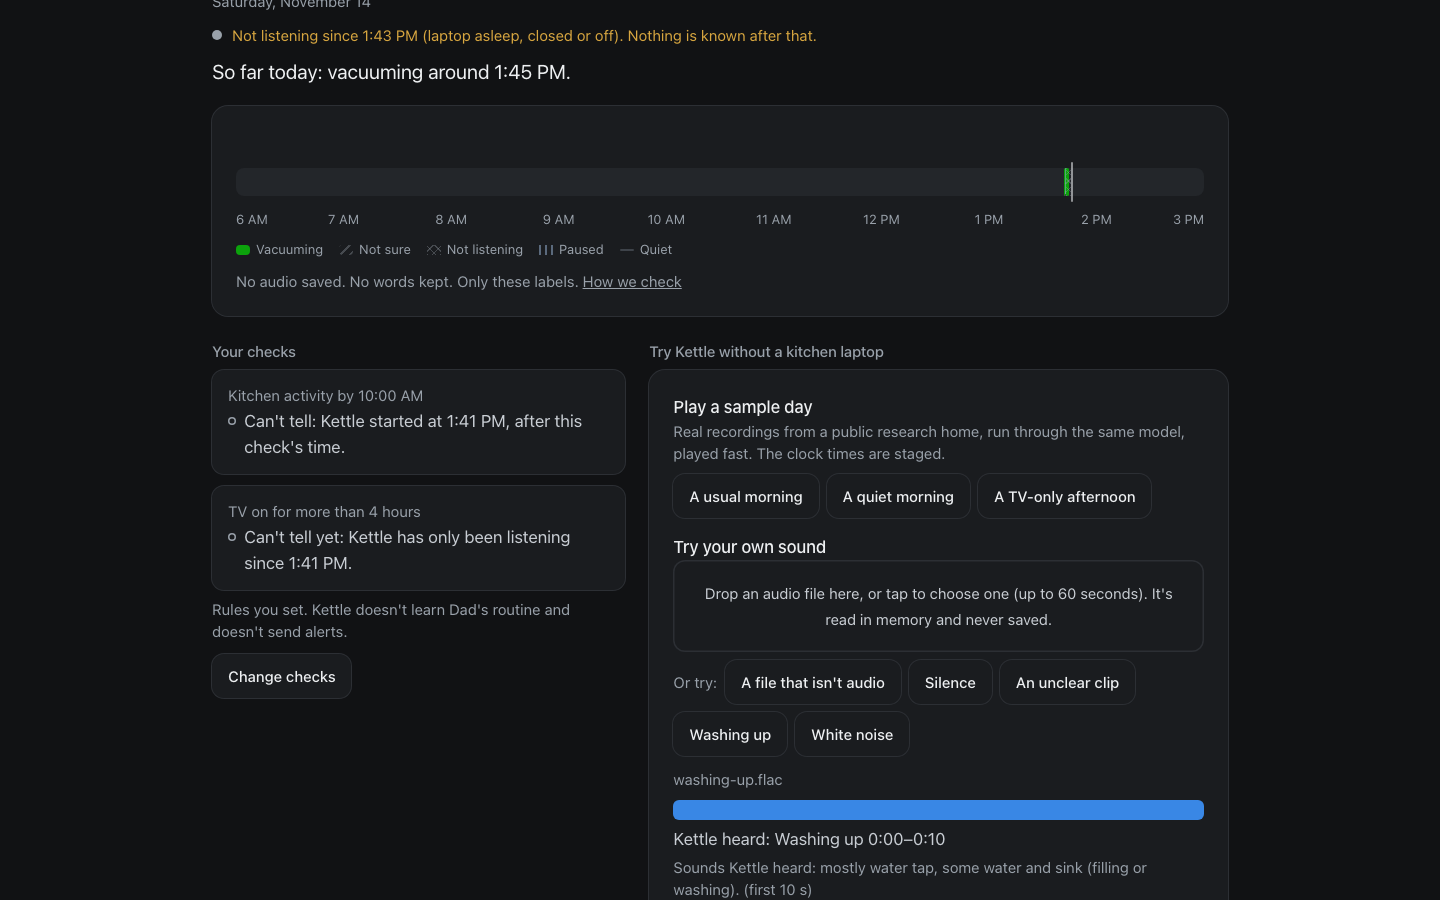 Saturday, November 14
Not listening since 1:43 PM (laptop asleep, closed or off). Nothing is known after that.
So far today: vacuuming around 1:45 PM.
6 AM 7 AM 8 AM 9 AM 10 AM 11 AM 12 PM 1 PM 2 PM 3 PM
Vacuuming Not sure Not listening Paused Quiet
No audio saved. No words kept. Only these labels. How we check
Your checks
Kitchen activity by 10:00 AM
Can't tell: Kettle started at 1:41 PM, after this
check's time.
TV on for more than 4 hours
Can't tell yet: Kettle has only been listening
since 1:41 PM.
Rules you set. Kettle doesn't learn Dad's routine and
doesn't send alerts.
Change checks
Try Kettle without a kitchen laptop
Play a sample day
Real recordings from a public research home, run through the same model,
played fast. The clock times are staged.
A usual morning A quiet morning A TV-only afternoon
Try your own sound
Drop an audio file here, or tap to choose one (up to 60 seconds). It's
read in memory and never saved.
Or try: A file that isn't audio Silence An unclear clip
Washing up White noise
washing-up.flac
Kettle heard: Washing up 0:00–0:10
Sounds Kettle heard: mostly water tap, some water and sink (filling or
washing). (first 10 s)